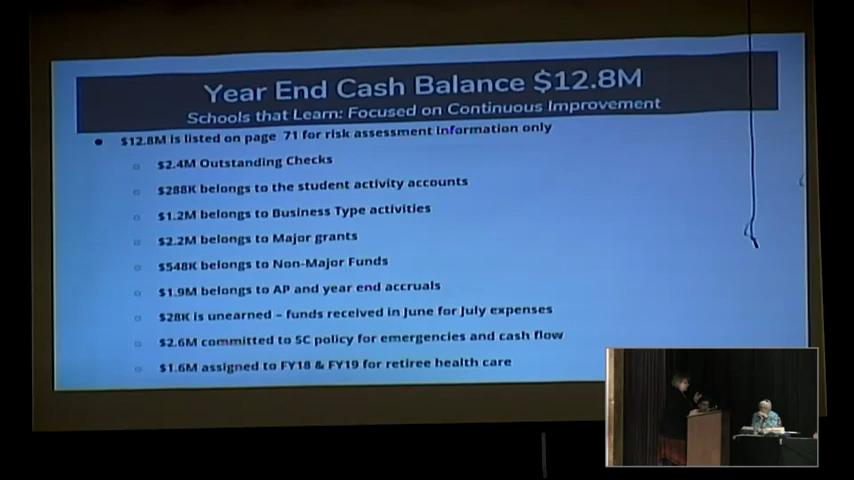 Year End Cash Balance $12.8M
Schools that Learn: Focused on Continuous Improvement
$12.8M is listed on page 71 for risk assessment information only
$2.4M Outstanding Checks
$288K belongs to the student activity accounts
$1.2M belongs to Business Type activities
$2.2M belongs to Major grants
$548K belongs to Non-Major Funds
$1.9M belongs to AP and year end accruals
$28K is unearned – funds received in June for July expenses
$2.6M committed to SC policy for emergencies and cash flow
$1.6M assigned to FY18 & FY19 for retiree health care